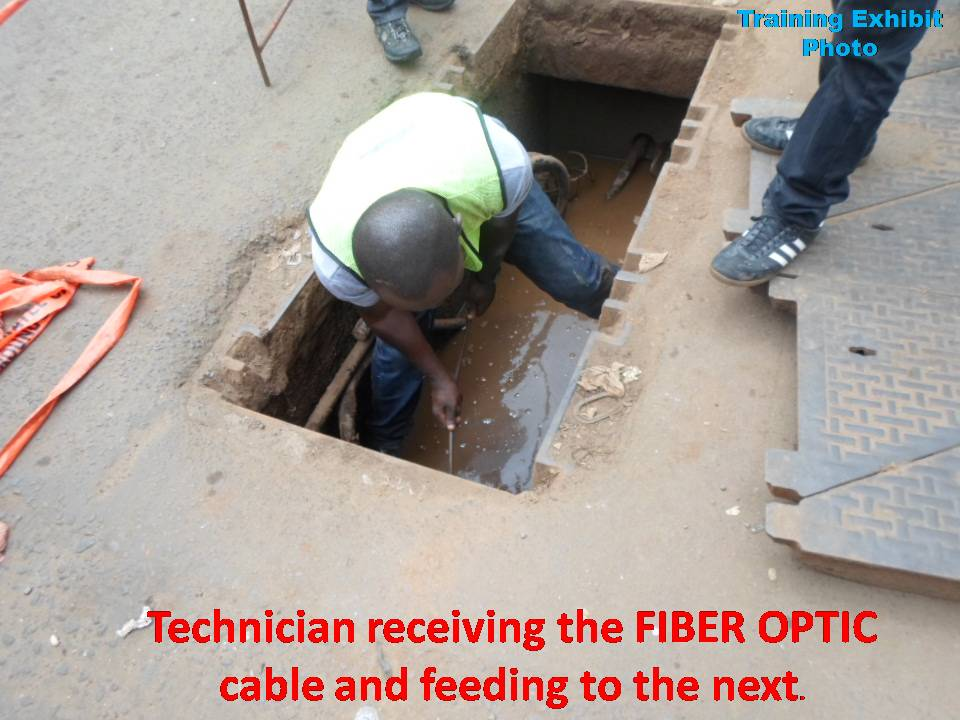 Training Exhibit
Photo
Technician receiving the FIBER OPTIC
cable and feeding to the next.